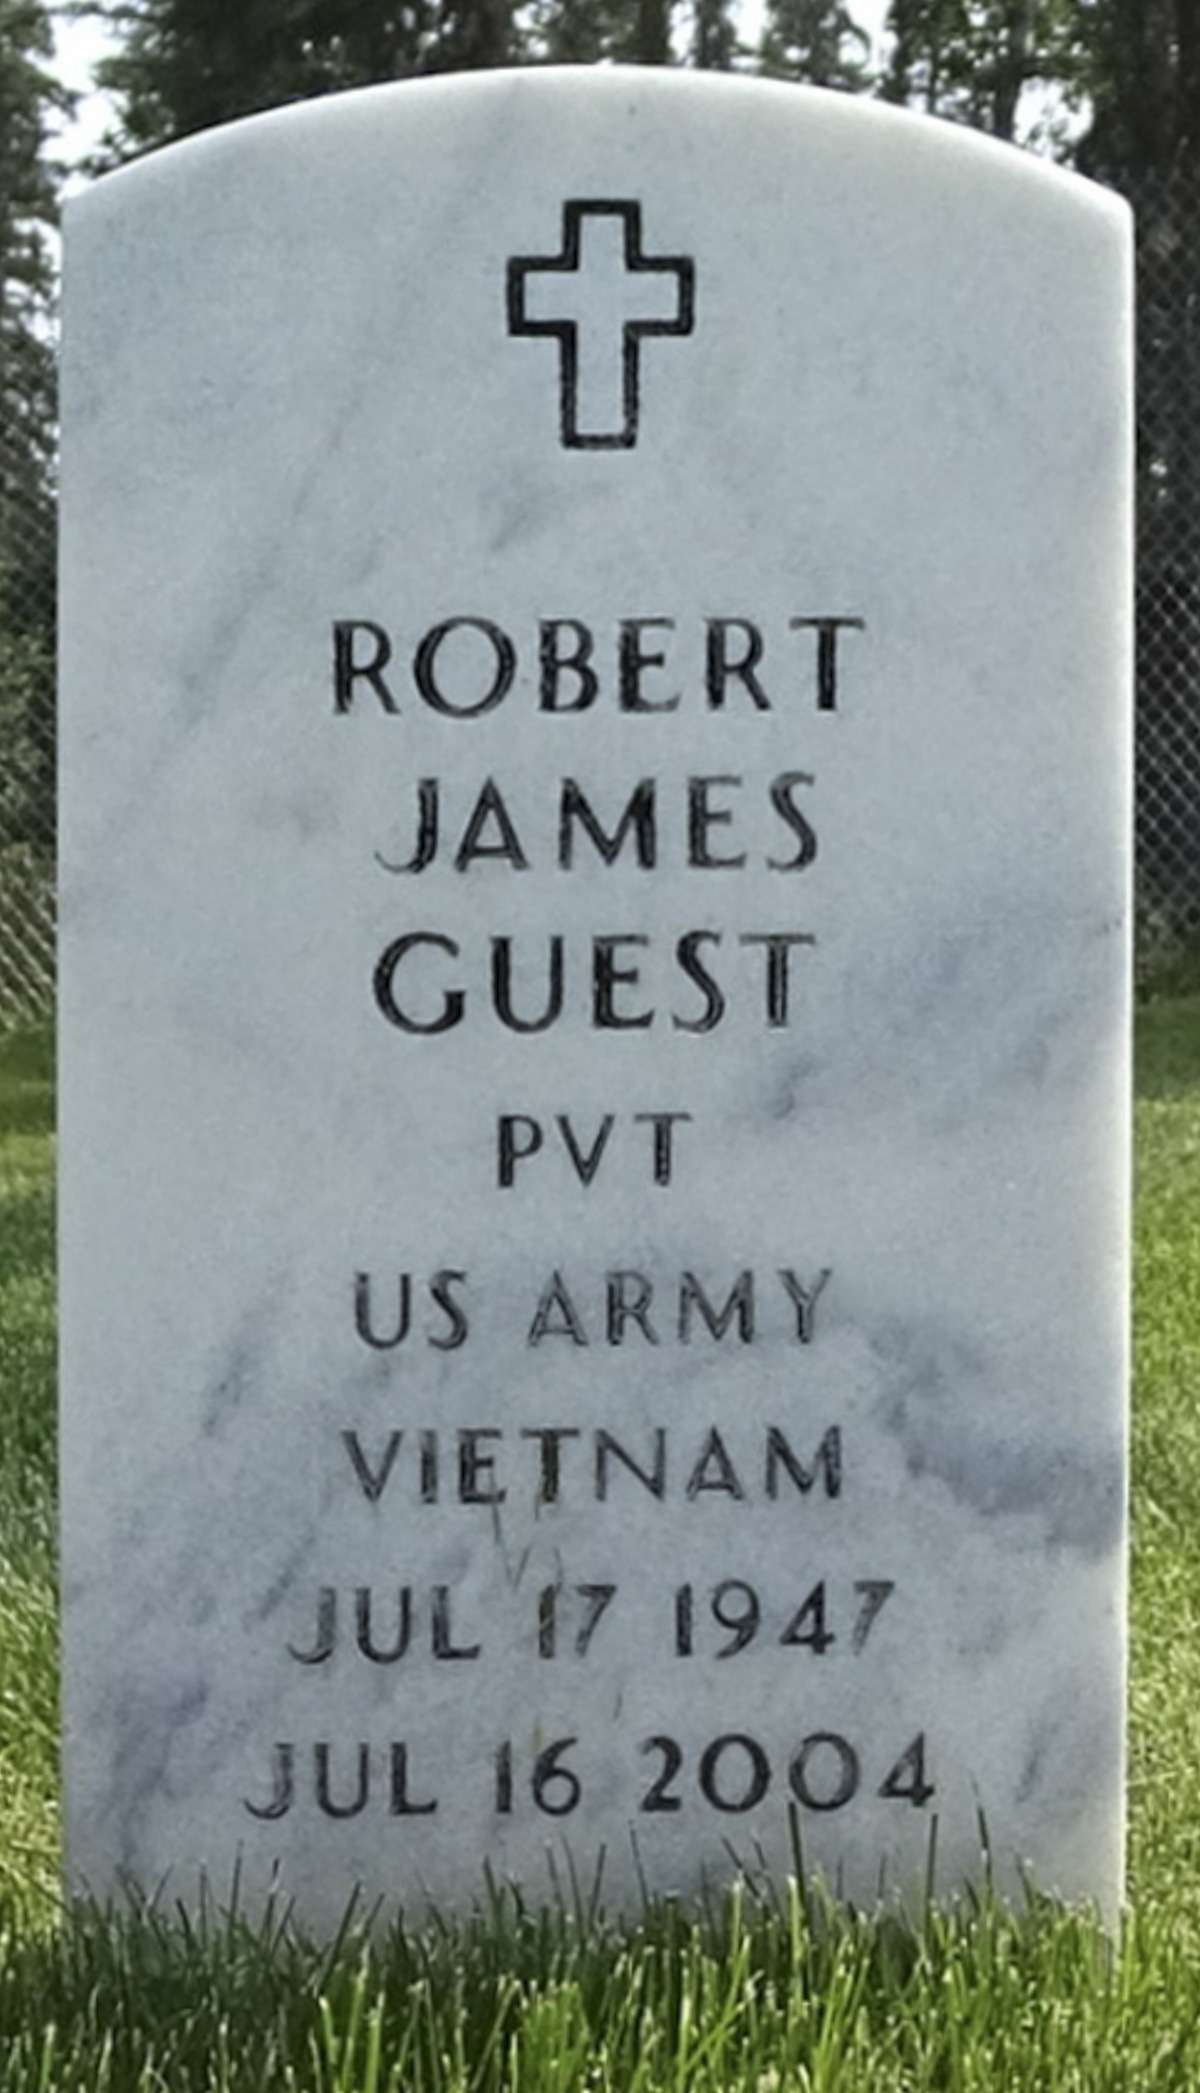 ROBERT
JAMES
GUEST
PVT
US ARMY
VIETNAM
JUL 17 1947
JUL 16 2004